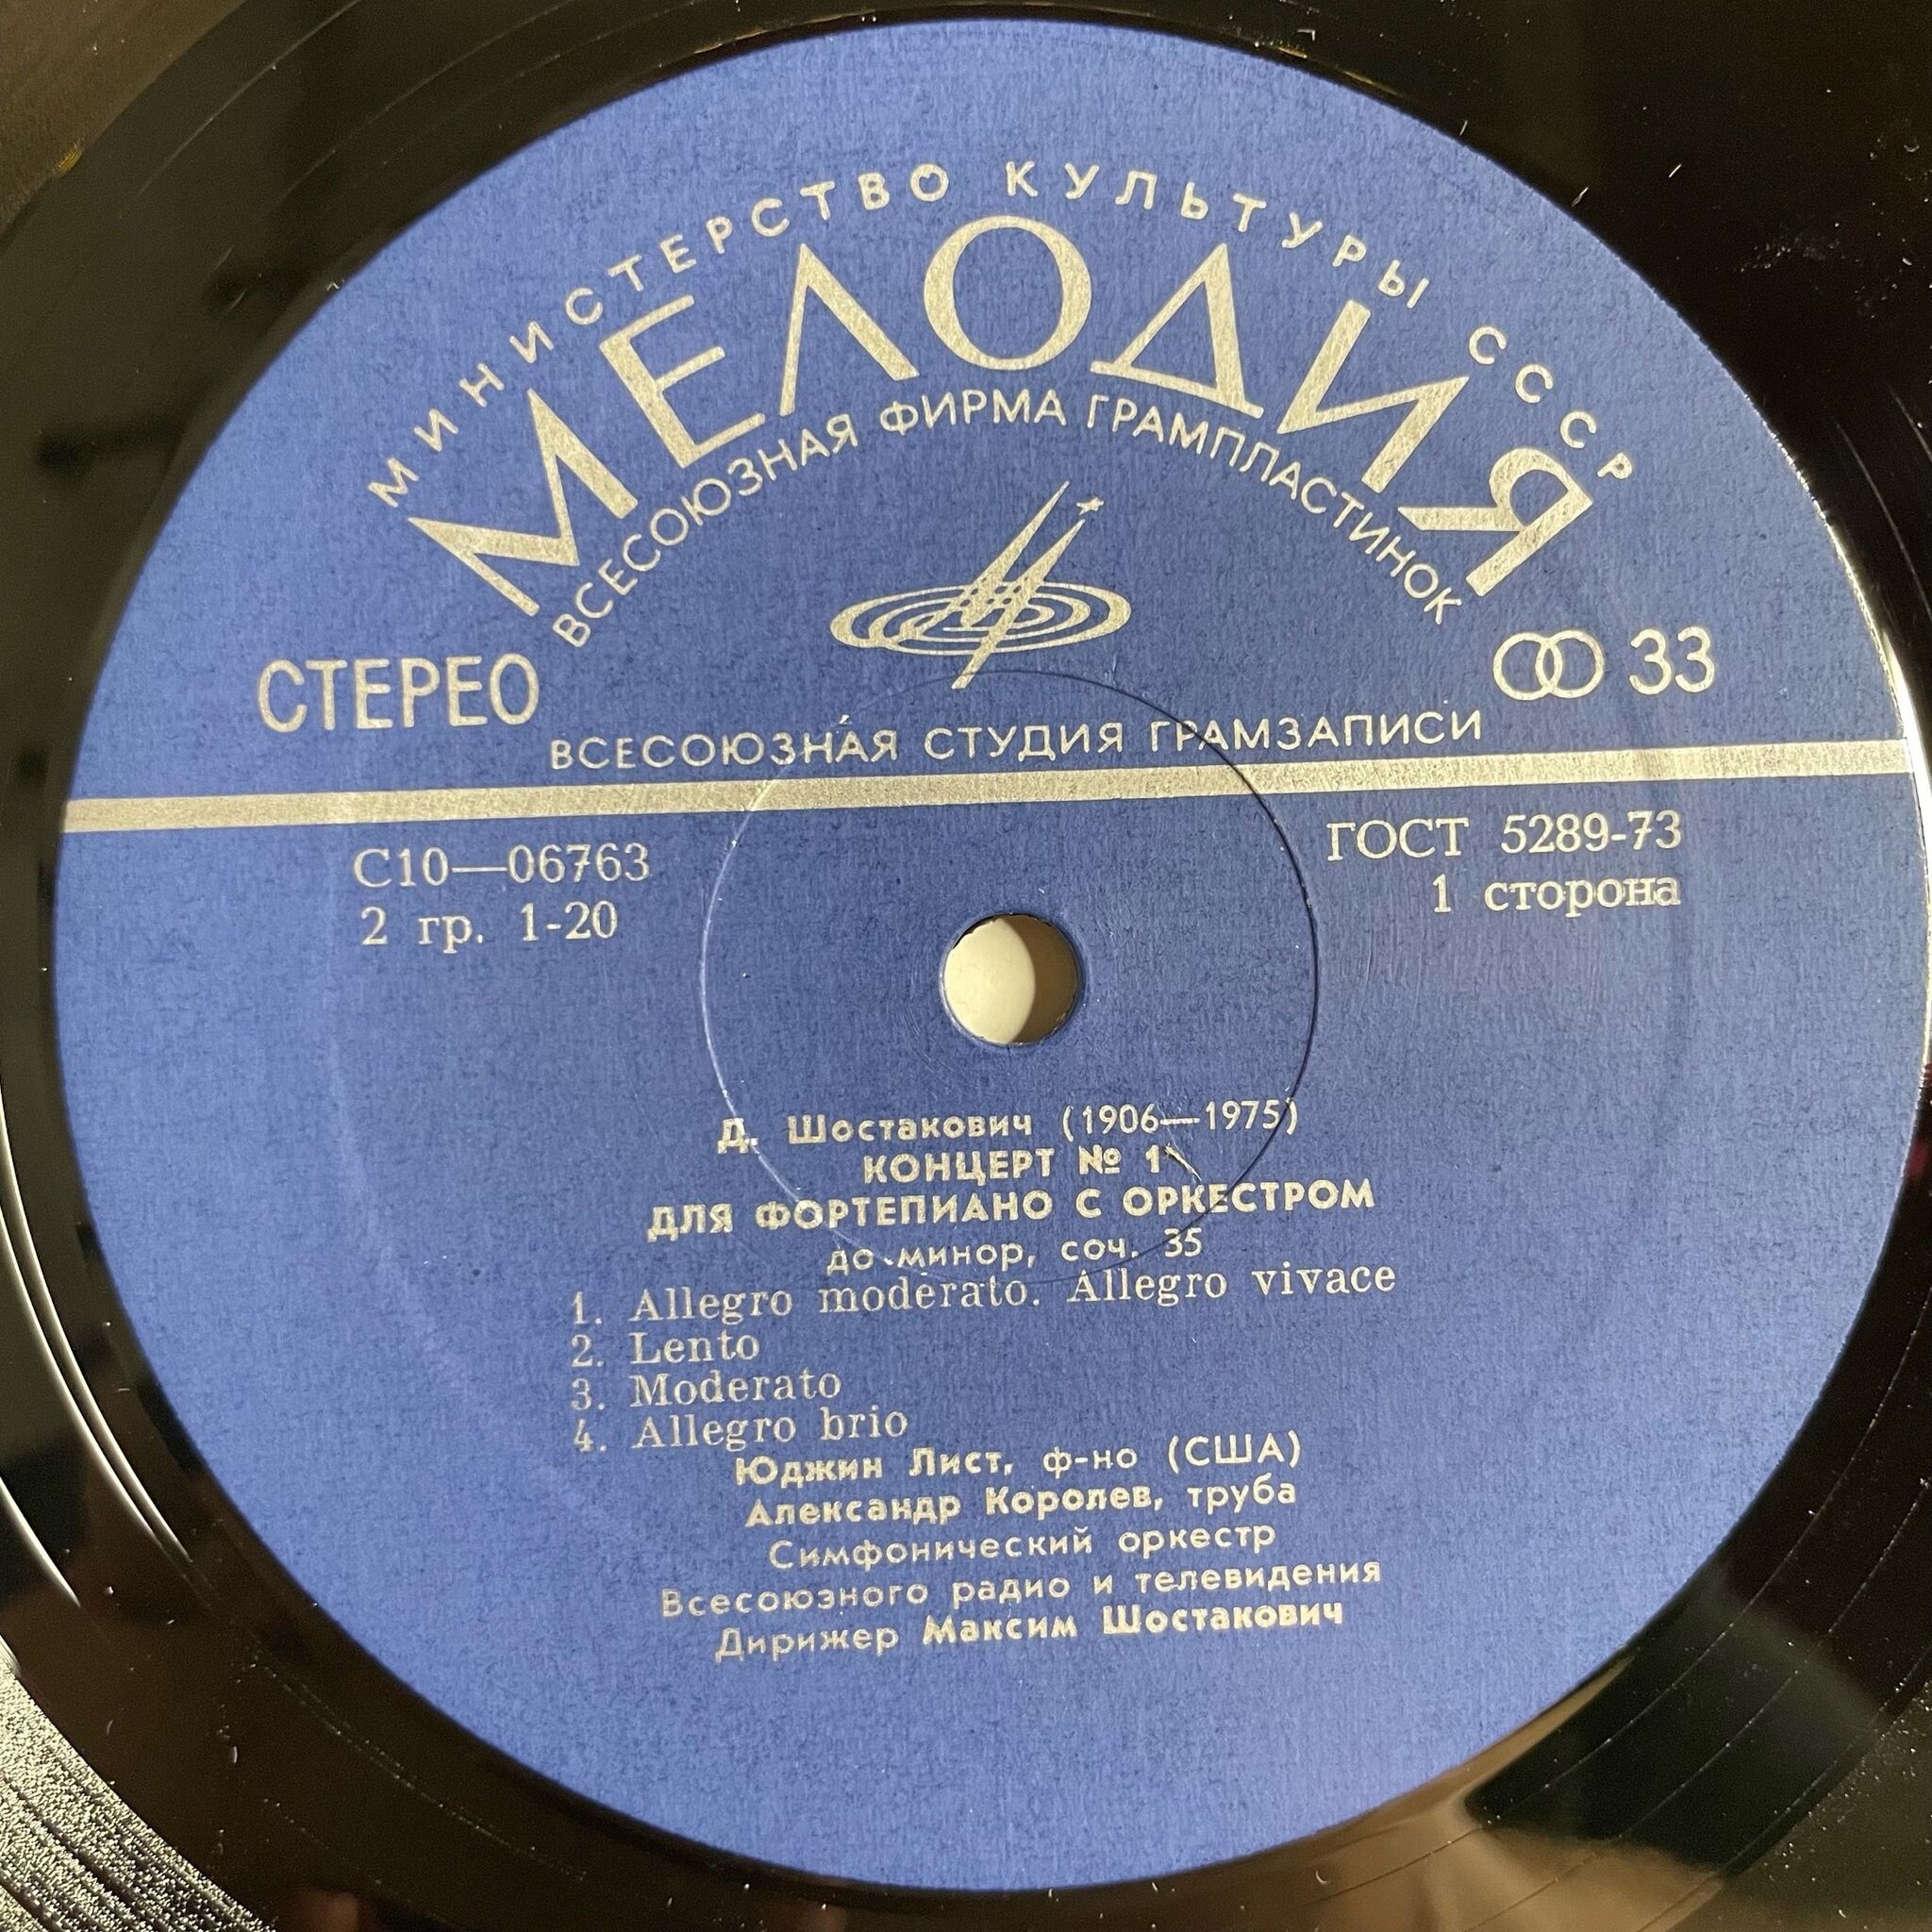 МИНИСТЕРСТВО КУЛЬТУРЫ СССР
МЕЛОДИЯ
ВСЕСОЮЗНАЯ ФИРМА ГРАМПЛАСТИНОК
СТЕРЕО
33
ВСЕСОЮЗНАЯ СТУДИЯ ГРАМЗАПИСИ
С10—06763
ГОСТ 5289-73
2 гр. 1-20
1 сторона
Д. Шостакович (1906—1975)
КОНЦЕРТ № 1
ДЛЯ ФОРТЕПИАНО С ОРКЕСТРОМ
до минор, соч. 35
1. Allegro moderato. Allegro vivace
2. Lento
3. Moderato
4. Allegro brio
Юджин Лист, ф-но (США)
Александр Королев, труба
Симфонический оркестр
Всесоюзного радио и телевидения
Дирижер Максим Шостакович